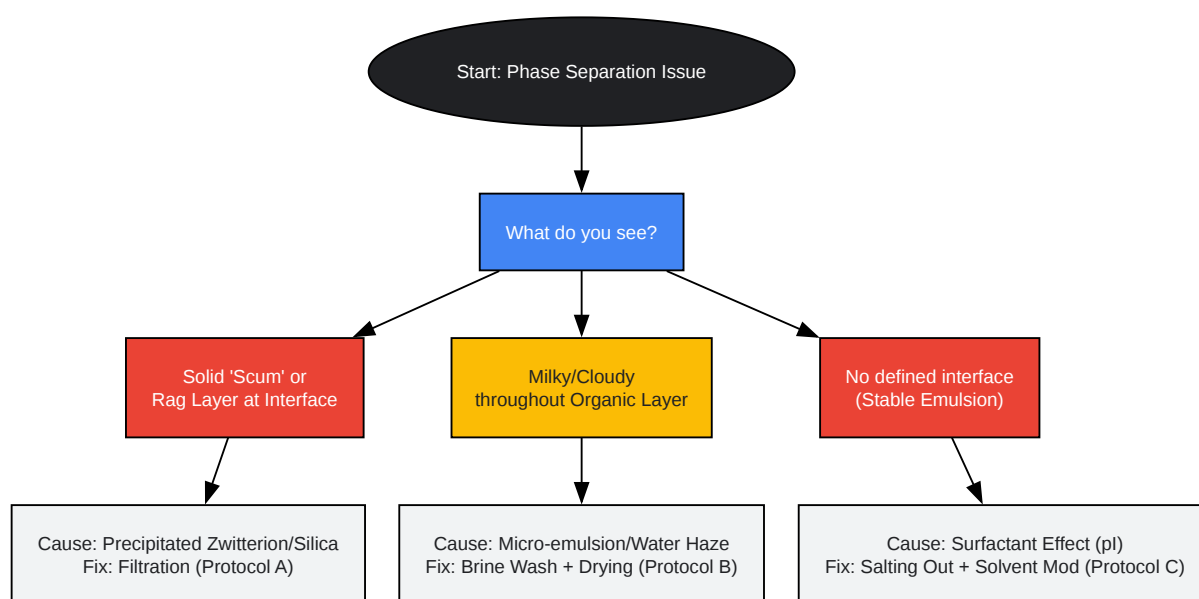 Start: Phase Separation Issue
What do you see?
Solid 'Scum' or
Rag Layer at Interface
Milky/Cloudy
throughout Organic Layer
No defined interface
(Stable Emulsion)
Cause: Precipitated Zwitterion/Silica
Fix: Filtration (Protocol A)
Cause: Micro-emulsion/Water Haze
Fix: Brine Wash + Drying (Protocol B)
Cause: Surfactant Effect (pI)
Fix: Salting Out + Solvent Mod (Protocol C)